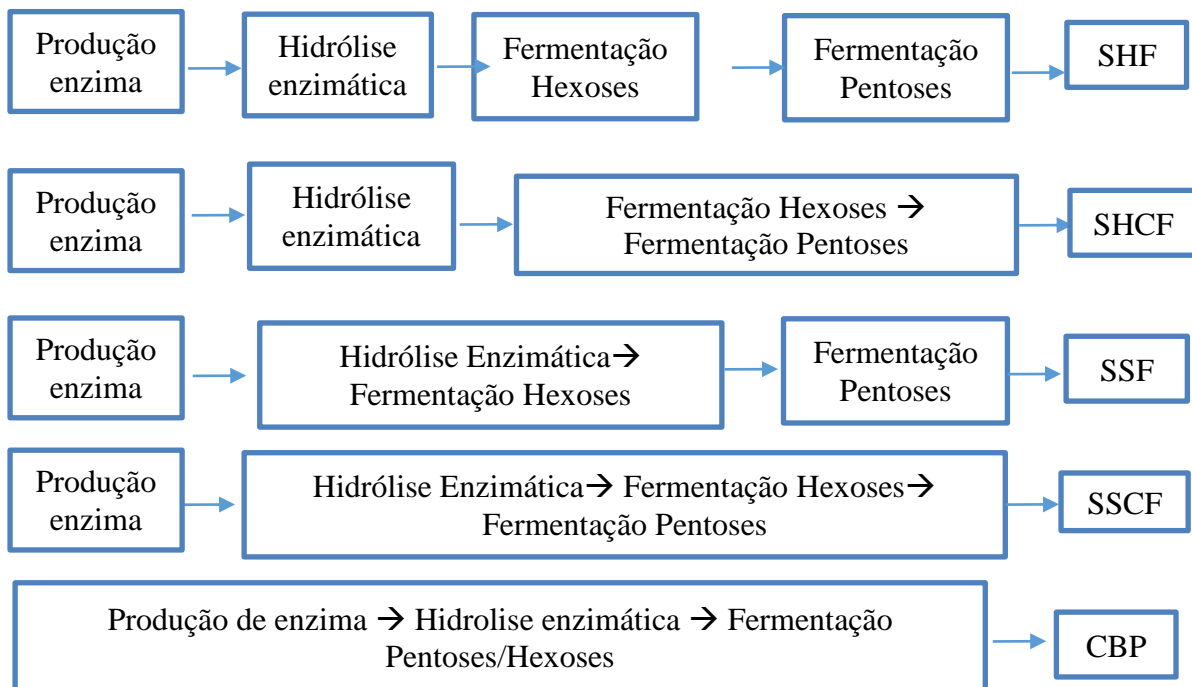 Produção
enzima
Hidrólise
enzimática
Fermentação
Hexoses
Fermentação
Pentoses
SHF
Produção
enzima
Hidrólise
enzimática
Fermentação Hexoses →
Fermentação Pentoses
SHCF
Produção
enzima
Hidrólise Enzimática→
Fermentação Hexoses
Fermentação
Pentoses
SSF
Produção
enzima
Hidrólise Enzimática→ Fermentação Hexoses→
Fermentação Pentoses
SSCF
Produção de enzima → Hidrolise enzimática → Fermentação
Pentoses/Hexoses
CBP